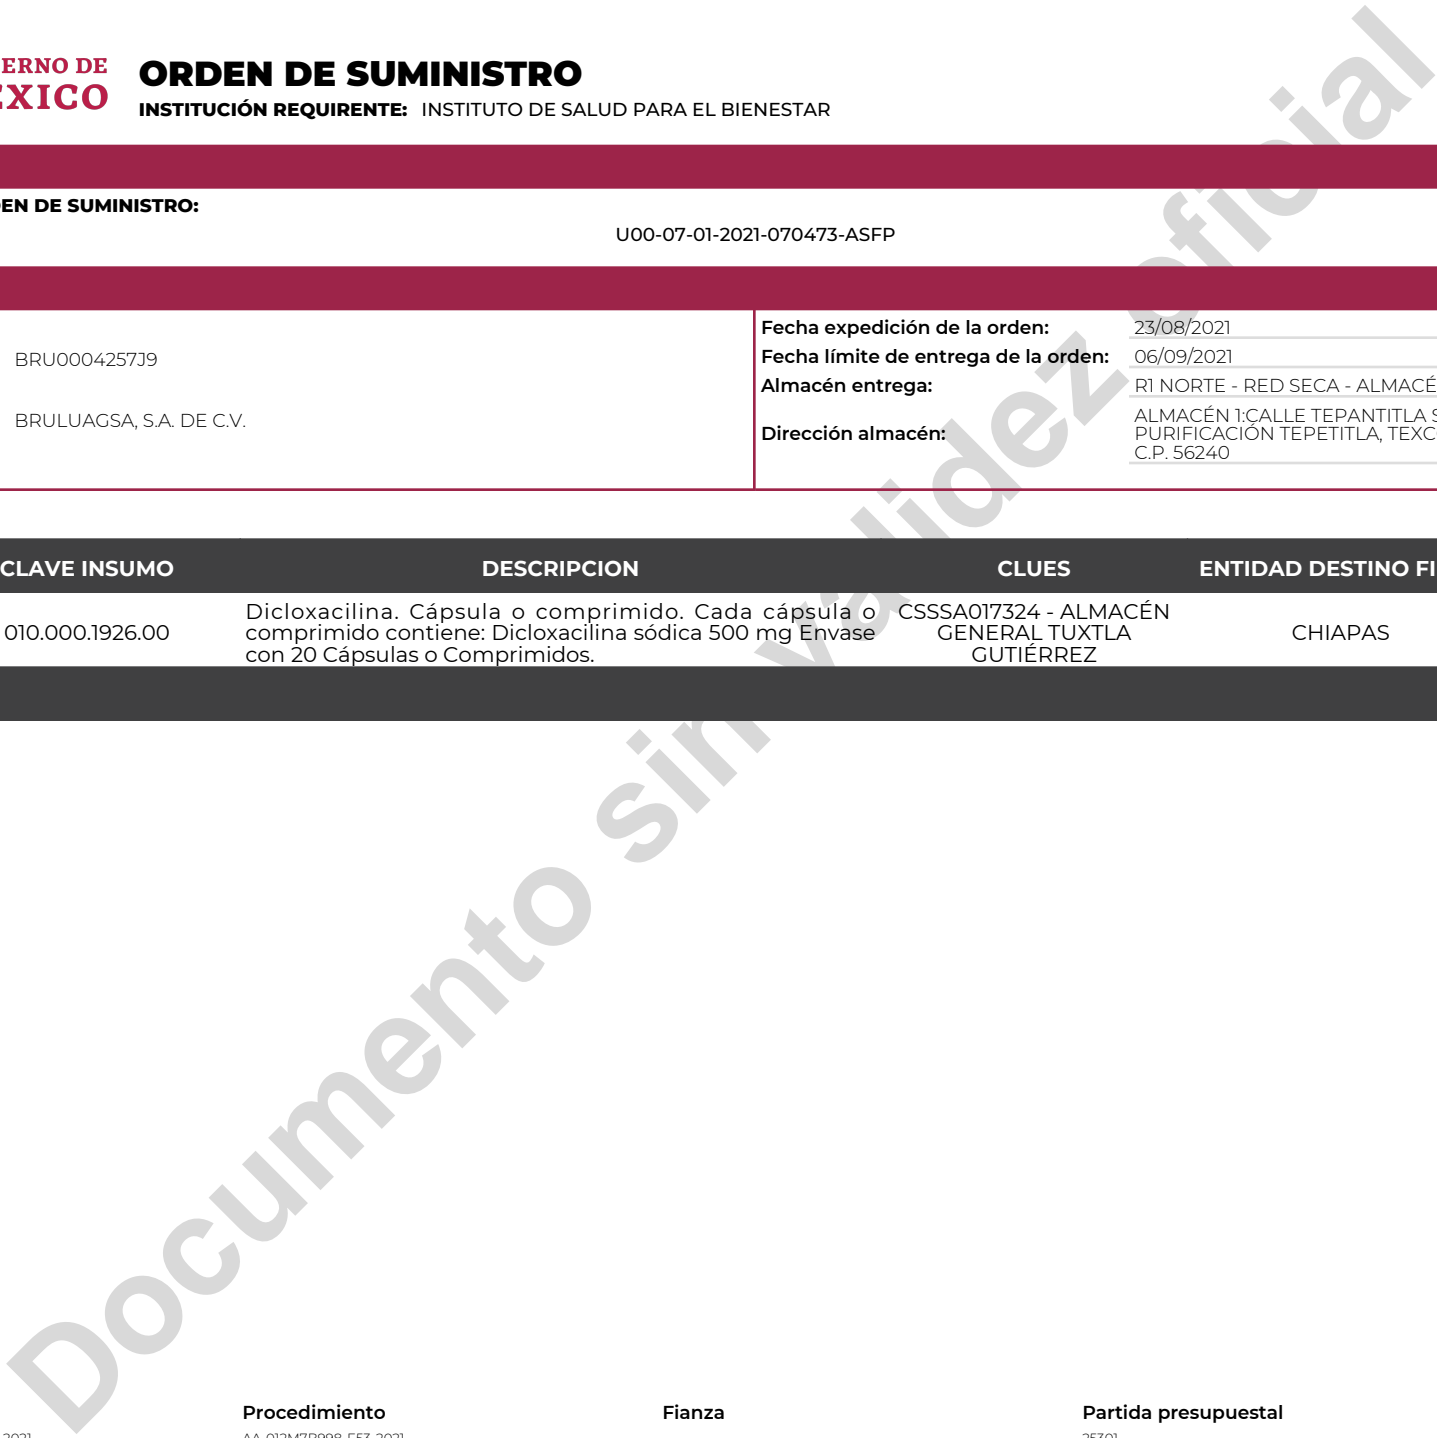 ERNO DE
ORDEN DE SUMINISTRO
INSTITUCIÓN REQUIRENTE: INSTITUTO DE SALUD PARA EL BIENESTAR
DE SUMINISTRO:
U00-07-01-2021-070473-ASFP
BRU0004257J9
BRULUAGSA, S.A. DE C.V.
Fecha expedición de la orden: 23/08/2021
Fecha límite de entrega de la orden: 06/09/2021
Almacén entrega: R1 NORTE - RED SECA - ALMACÉ
Dirección almacén: ALMACÉN 1:CALLE TEPANTITLA S
PURIFICACIÓN TEPETITLA, TEXC
C.P. 56240
CLAVE INSUMO DESCRIPCION CLUES ENTIDAD DESTINO FI
010.000.1926.00
Dicloxacilina. Cápsula o comprimido. Cada cápsula o
comprimido contiene: Dicloxacilina sódica 500 mg Envase
con 20 Cápsulas o Comprimidos.
CSSSA017324 - ALMACÉN
GENERAL TUXTLA
GUTIÉRREZ
CHIAPAS
Documento sin validez oficial
Procedimiento Fianza Partida presupuestal